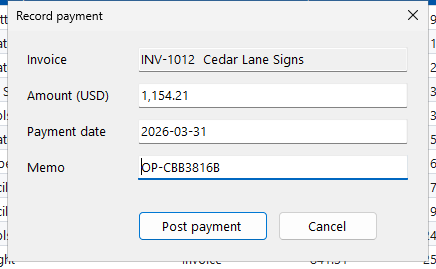 Record payment
Invoice INV-1012 Cedar Lane Signs
Amount (USD) 1,154.21
Payment date 2026-03-31
Memo OP-CBB3816B
Post payment Cancel